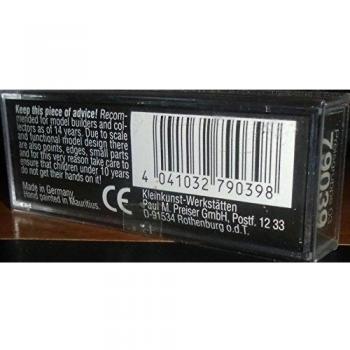 Keep this piece of advice! Recom-
mended for model builders and col-
lectors as of 14 years. Due to scale
and functional model design there
are also points, edges, small parts
and for this very reason take care to
ensure that children under 10 years
do not get their hands on it!
Made in Germany.
Hand painted in Mauritius.
CE
4 041032 790398
Kleinkunst-Werkstätten
Paul M. Preiser GmbH, Postf. 12 33
D-91534 Rothenburg o.d.T.
79039